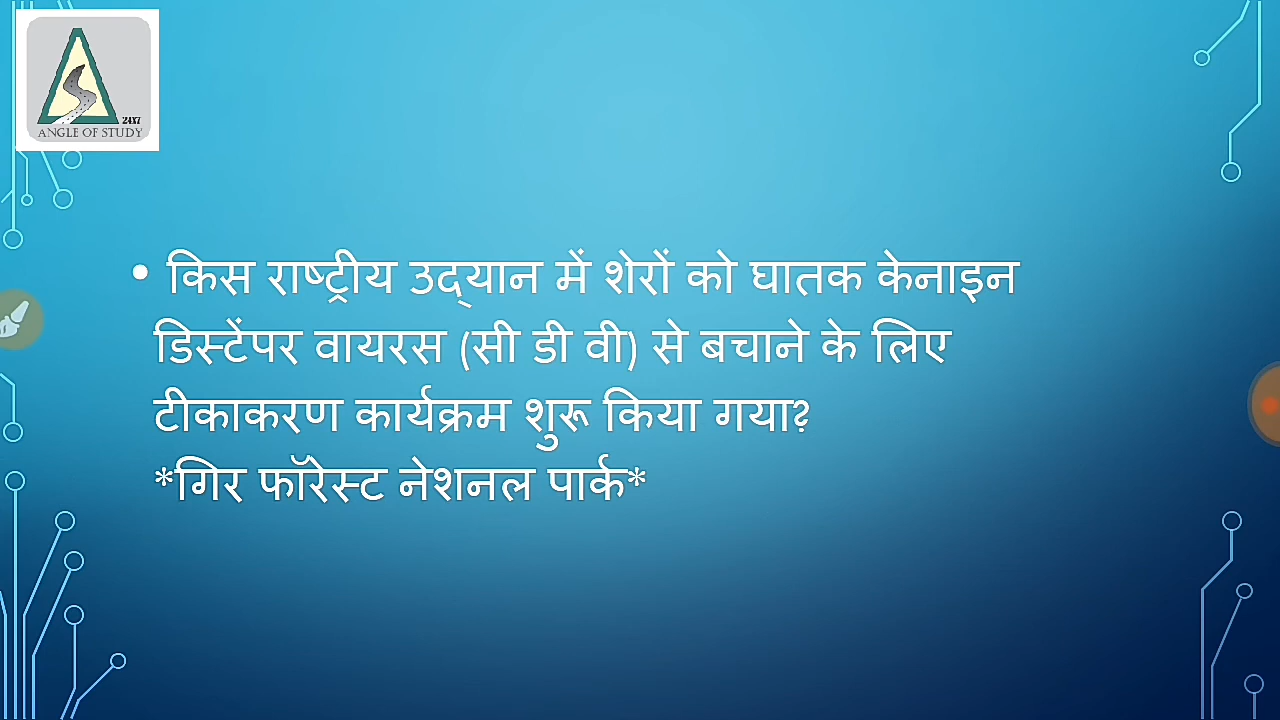 24X7
ANGLE OF STUDY
• किस राष्ट्रीय उद्यान में शेरों को घातक केनाइन
डिस्टेंपर वायरस (सी डी वी) से बचाने के लिए
टीकाकरण कार्यक्रम शुरू किया गया?
*गिर फॉरेस्ट नेशनल पार्क*